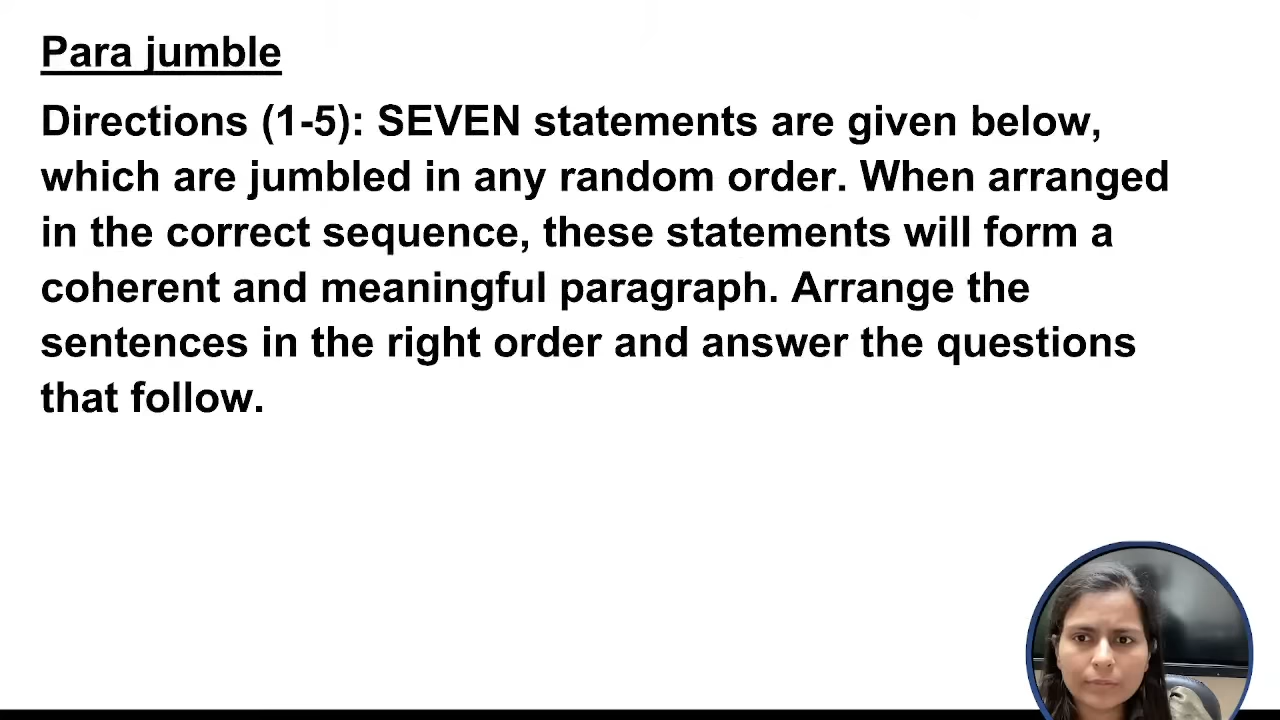 Para jumble
Directions (1-5): SEVEN statements are given below,
which are jumbled in any random order. When arranged
in the correct sequence, these statements will form a
coherent and meaningful paragraph. Arrange the
sentences in the right order and answer the questions
that follow.